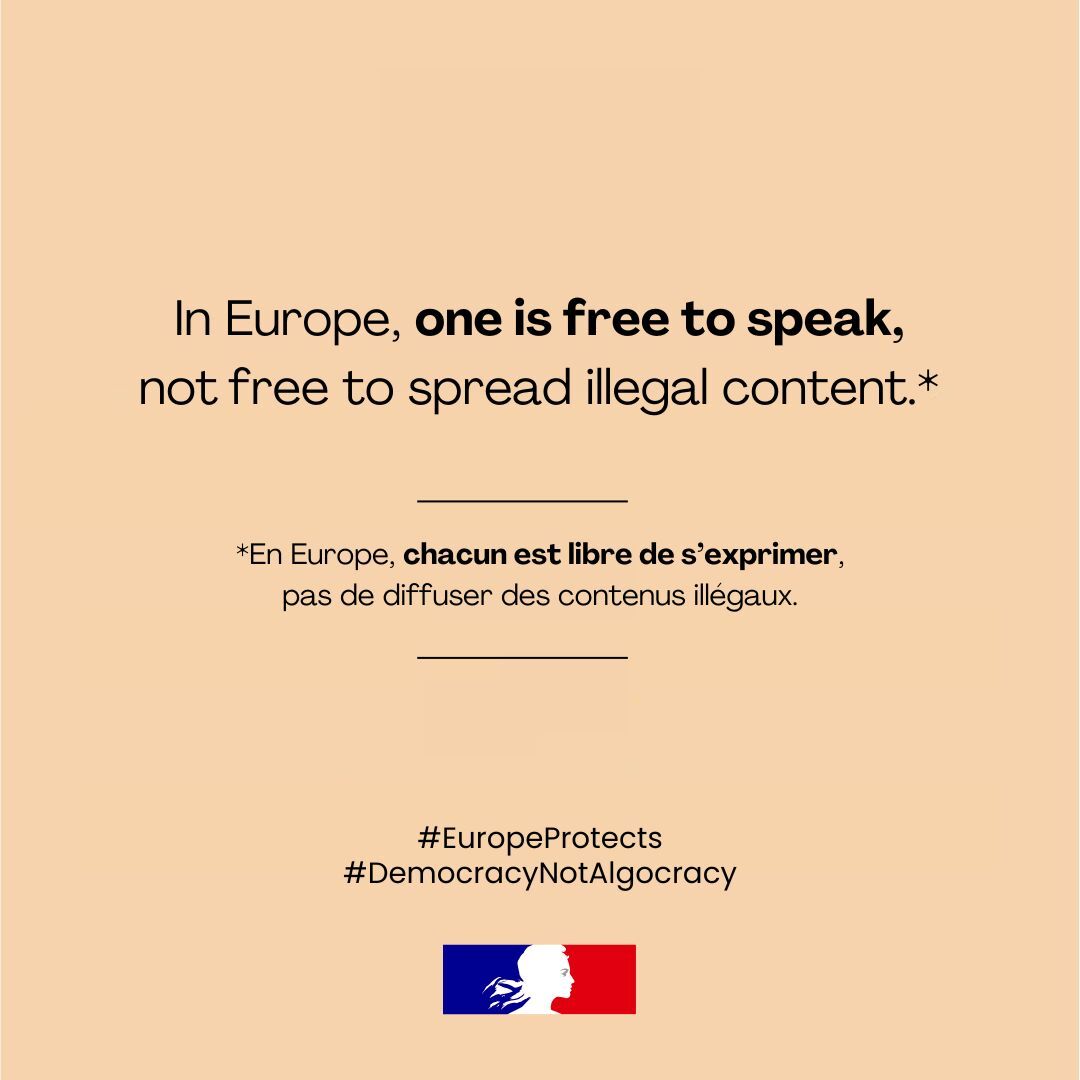 In Europe, one is free to speak,
not free to spread illegal content.*
*En Europe, chacun est libre de s’exprimer,
pas de diffuser des contenus illégaux.
#EuropeProtects
#DemocracyNotAlgocracy